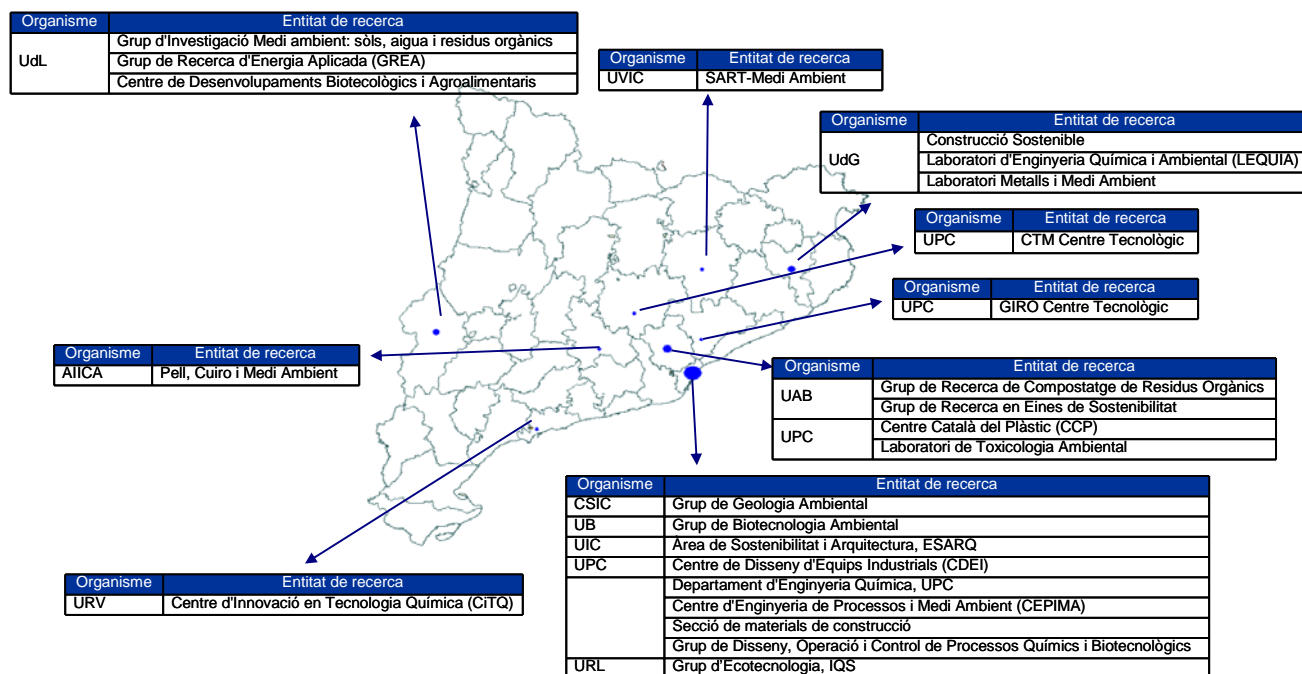 Organisme Entitat de recerca
UdL
Grup d'Investigació Medi ambient: sòls, aigua i residus orgànics
Grup de Recerca d'Energia Aplicada (GREA)
Centre de Desenvolupaments Biotecològics i Agroalimentaris
Organisme Entitat de recerca
UVIC SART-Medi Ambient
Organisme Entitat de recerca
UdG
Construcció Sostenible
Laboratori d'Enginyeria Química i Ambiental (LEQUIA)
Laboratori Metalls i Medi Ambient
Organisme Entitat de recerca
UPC CTM Centre Tecnològic
Organisme Entitat de recerca
UPC GIRO Centre Tecnològic
Organisme Entitat de recerca
AIICA Pell, Cuiro i Medi Ambient
Organisme Entitat de recerca
UAB
Grup de Recerca de Compostatge de Residus Orgànics
Grup de Recerca en Eines de Sostenibilitat
UPC
Centre Català del Plàstic (CCP)
Laboratori de Toxicologia Ambiental
Organisme Entitat de recerca
CSIC Grup de Geologia Ambiental
UB Grup de Biotecnologia Ambiental
UIC Àrea de Sostenibilitat i Arquitectura, ESARQ
UPC Centre de Disseny d'Equips Industrials (CDEI)
Departament d'Enginyeria Química, UPC
Centre d'Enginyeria de Processos i Medi Ambient (CEPIMA)
Secció de materials de construcció
Grup de Disseny, Operació i Control de Processos Químics i Biotecnològics
URL Grup d'Ecotecnologia, IQS
Organisme Entitat de recerca
URV Centre d'Innovació en Tecnologia Química (CiTQ)